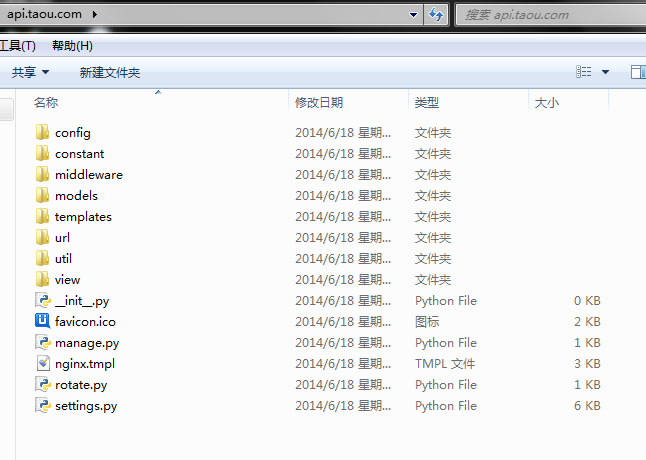 api.taou.com
搜索 api.taou.com
工具(T) 帮助(H)
共享 新建文件夹
名称 修改日期 类型 大小
config 2014/6/18 星期... 文件夹
constant 2014/6/18 星期... 文件夹
middleware 2014/6/18 星期... 文件夹
models 2014/6/18 星期... 文件夹
templates 2014/6/18 星期... 文件夹
url 2014/6/18 星期... 文件夹
util 2014/6/18 星期... 文件夹
view 2014/6/18 星期... 文件夹
__init__.py 2014/6/18 星期... Python File 0 KB
favicon.ico 2014/6/18 星期... 图标 2 KB
manage.py 2014/6/18 星期... Python File 1 KB
nginx.tmpl 2014/6/18 星期... TMPL 文件 3 KB
rotate.py 2014/6/18 星期... Python File 1 KB
settings.py 2014/6/18 星期... Python File 6 KB